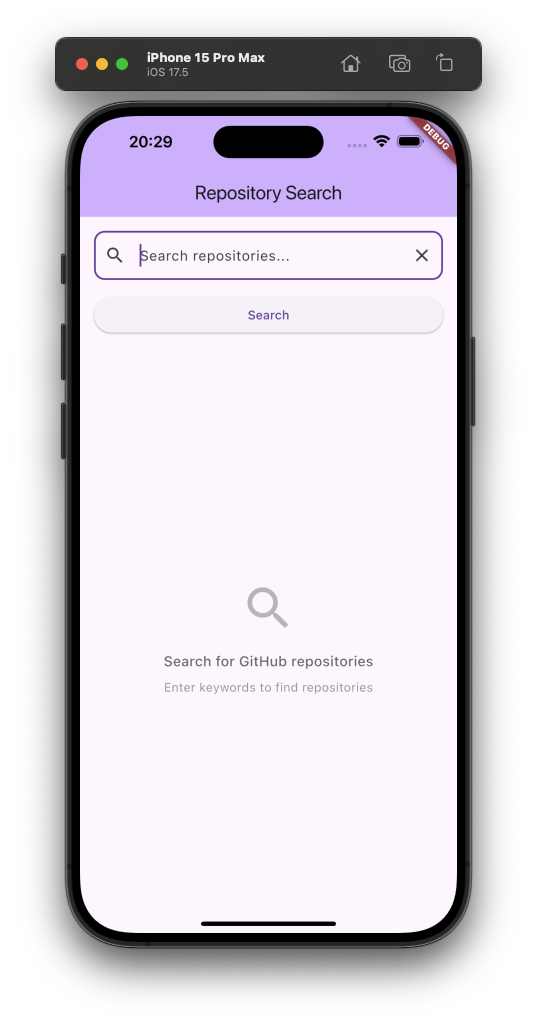 iPhone 15 Pro Max
iOS 17.5
20:29
DEBUG
Repository Search
Search repositories...
Search
Search for GitHub repositories
Enter keywords to find repositories